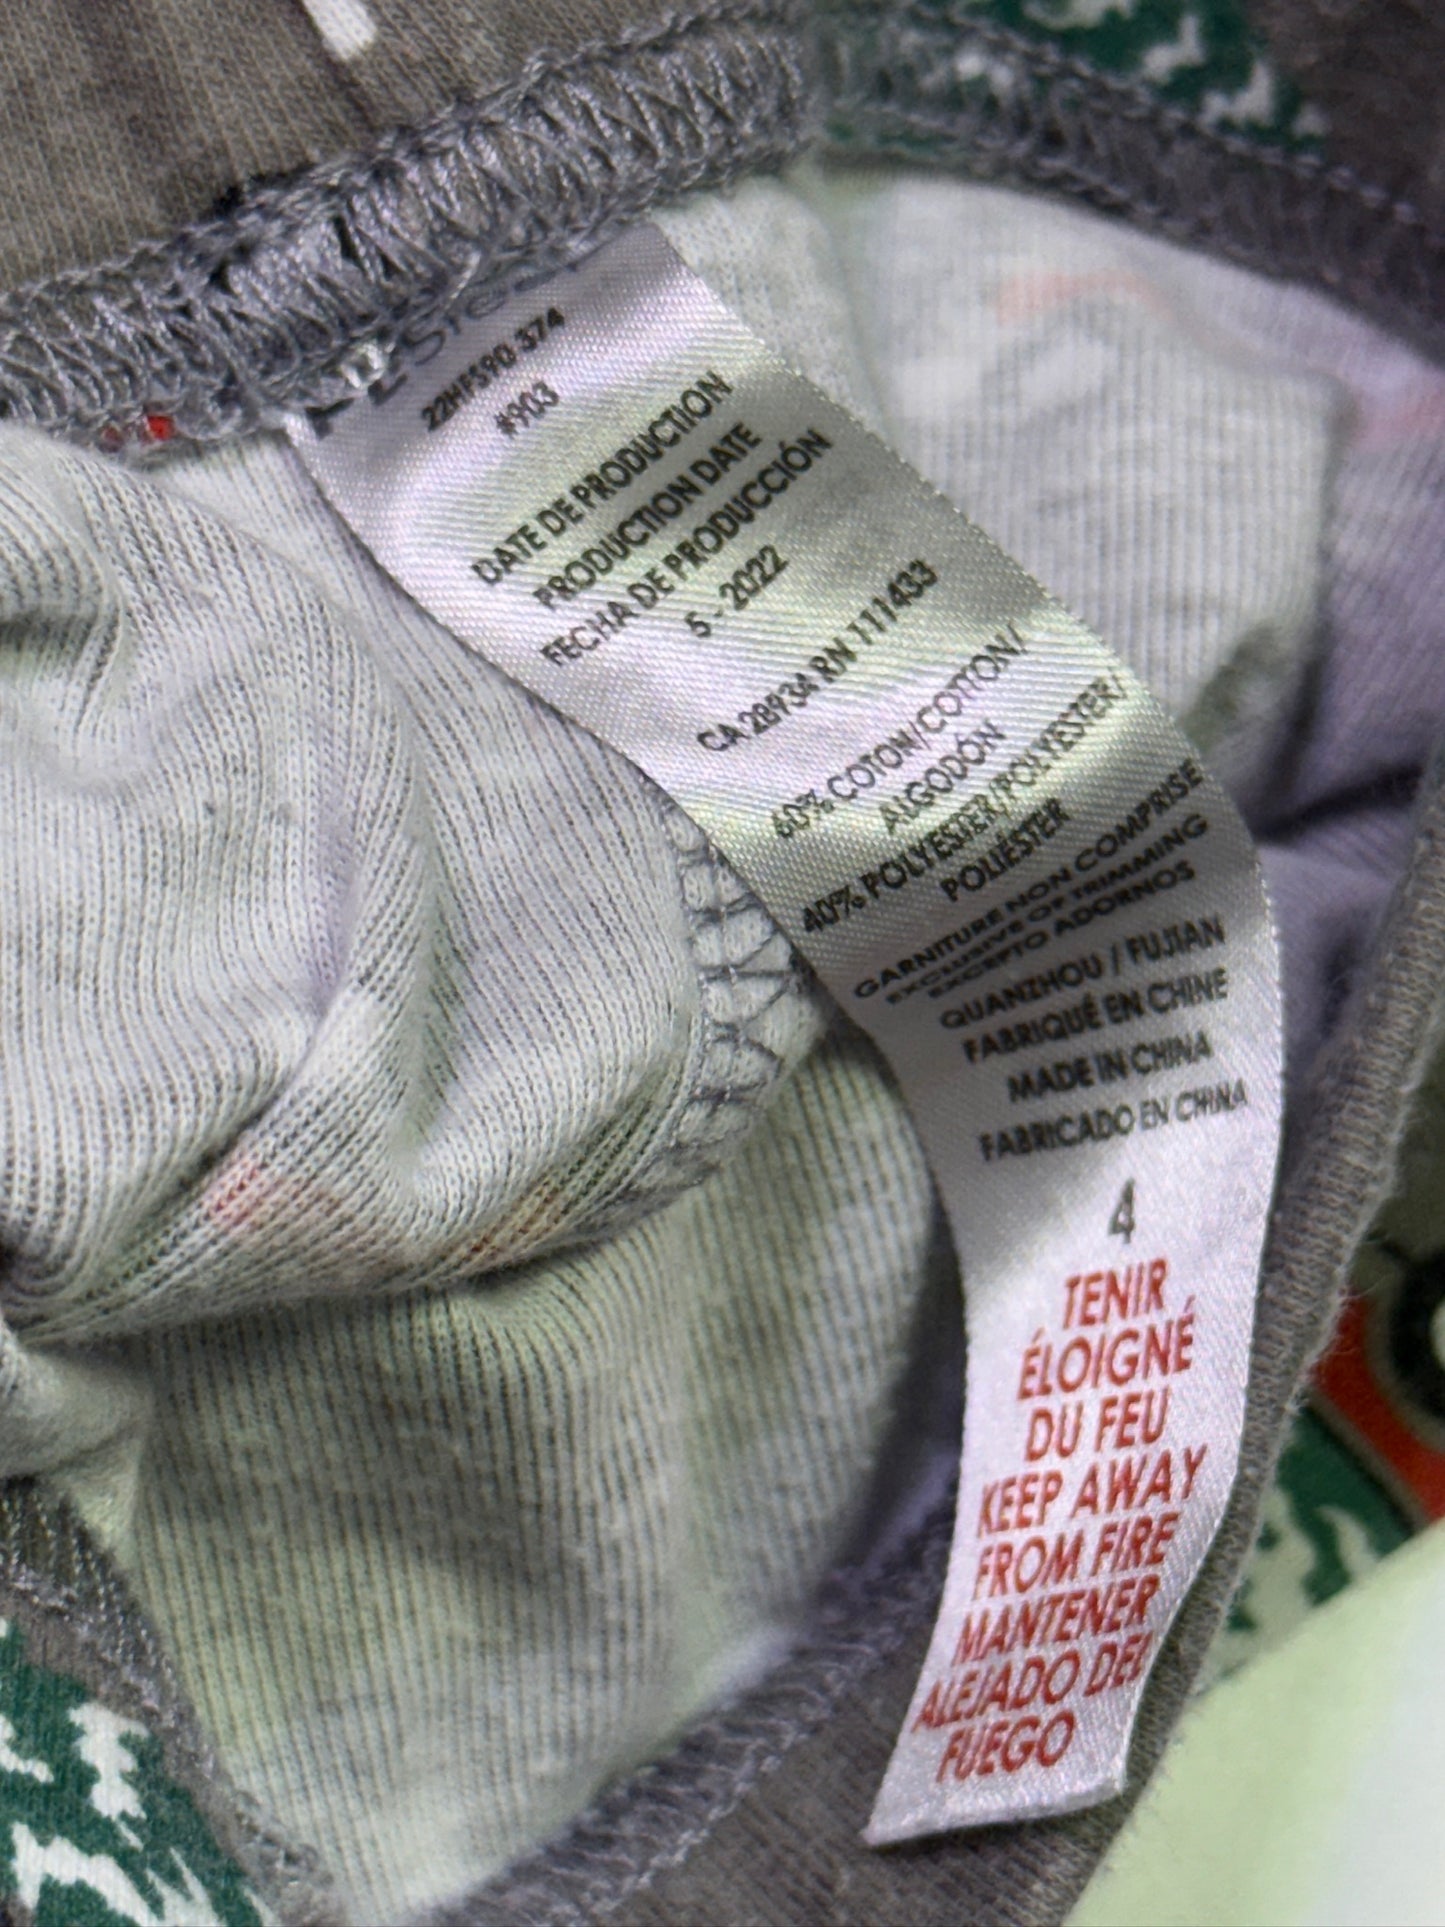 22HFS90 374
#903
DATE DE PRODUCTION
PRODUCTION DATE
FECHA DE PRODUCCIÓN
5 - 2022
CA 28934 RN 111433
60% COTON/COTTON/
ALGODÓN
40% POLYESTER/POLYESTER/
POLIÉSTER
GARNITURE NON COMPRISE
EXCLUSIVE OF TRIMMING
EXCEPTO ADORNOS
QUANZHOU / FUJIAN
FABRIQUÉ EN CHINE
MADE IN CHINA
FABRICADO EN CHINA
4
TENIR
ÉLOIGNÉ
DU FEU
KEEP AWAY
FROM FIRE
MANTENER
ALEJADO DEL
FUEGO